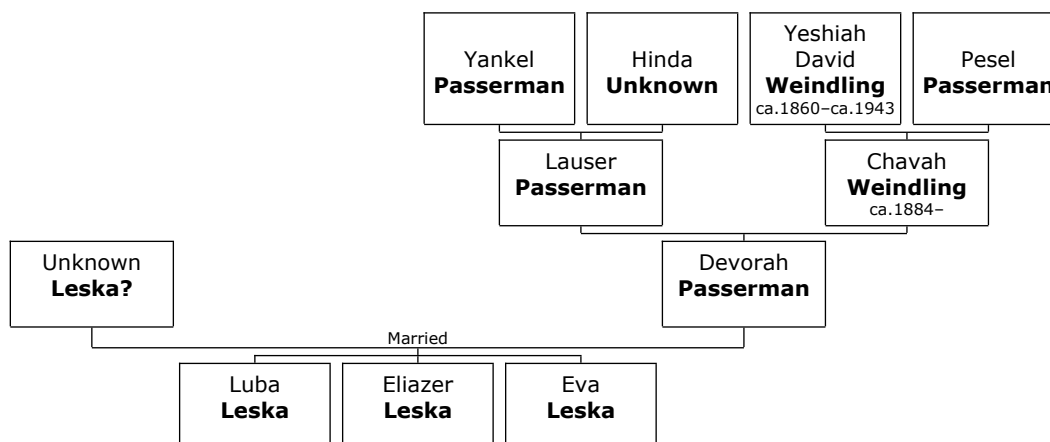 Yankel
Passerman
Hinda
Unknown
Yeshiah
David
Weindling
ca.1860–ca.1943
Pesel
Passerman
Lauser
Passerman
Chavah
Weindling
ca.1884–
Unknown
Leska?
Devorah
Passerman
Married
Luba
Leska
Eliazer
Leska
Eva
Leska